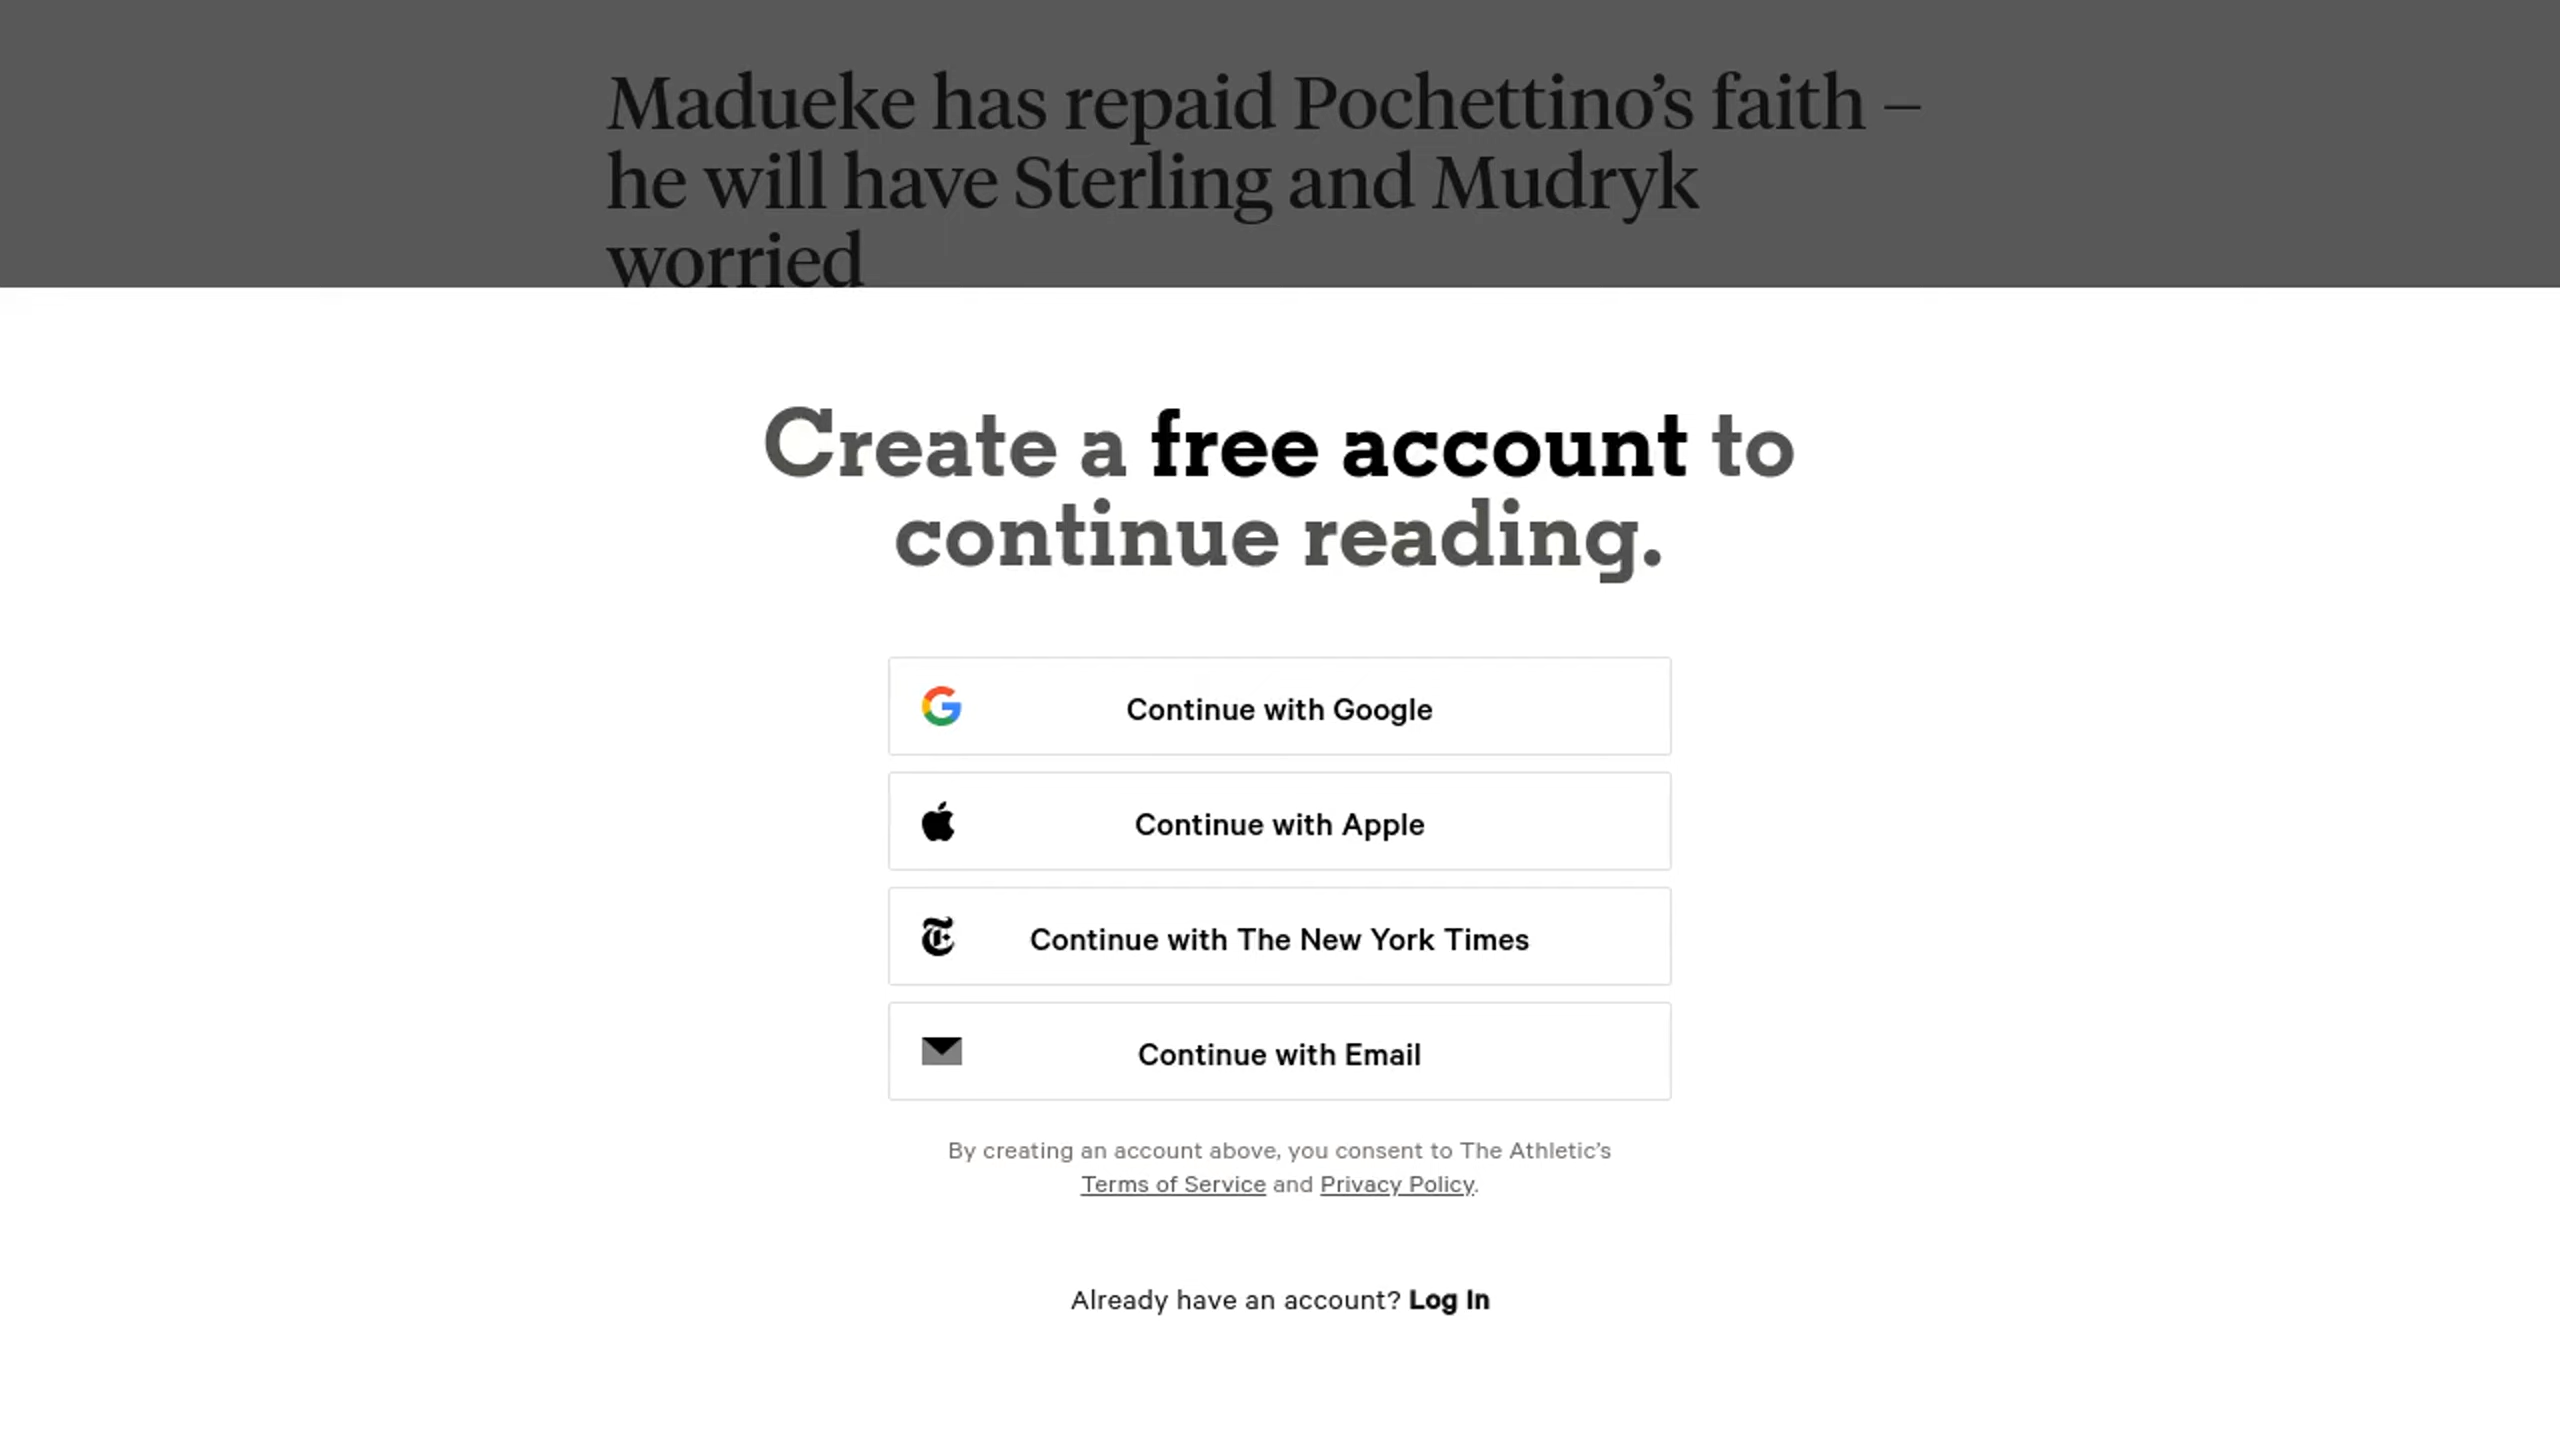 Madueke has repaid Pochettino’s faith –
he will have Sterling and Mudryk
worried
Create a free account to
continue reading.
Continue with Google
Continue with Apple
Continue with The New York Times
Continue with Email
By creating an account above, you consent to The Athletic’s
Terms of Service and Privacy Policy.
Already have an account? Log In